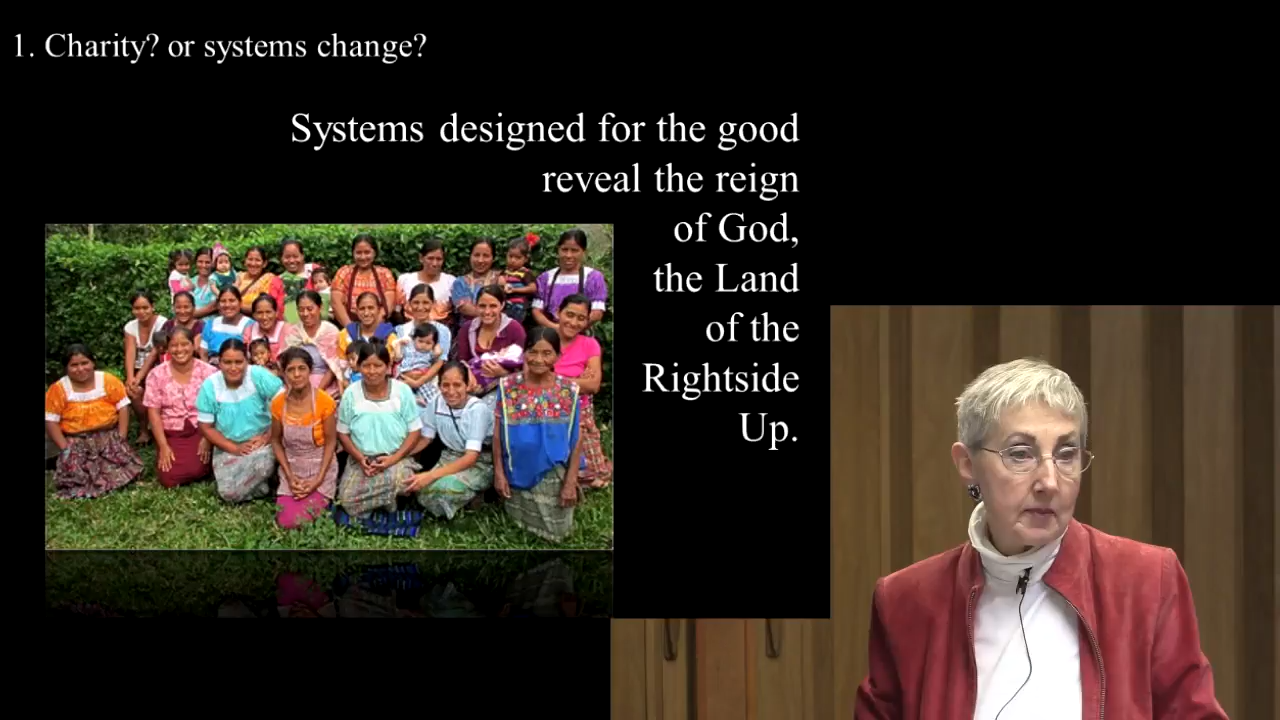 1. Charity? or systems change?
Systems designed for the good
reveal the reign
of God,
the Land
of the
Rightside
Up.